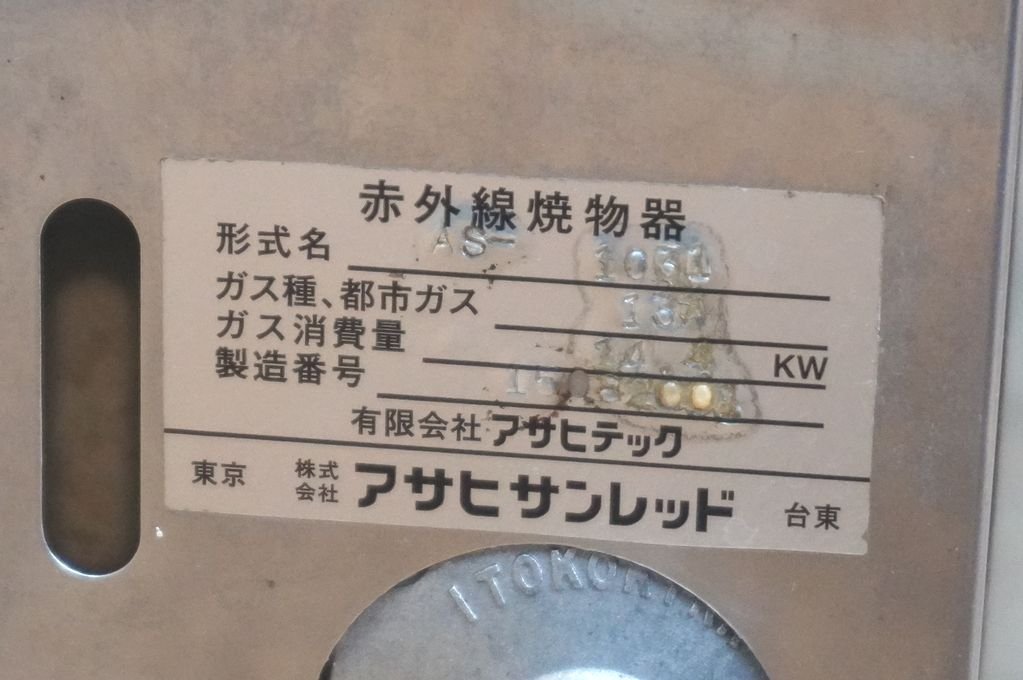 赤外線焼物器
形式名 AS-
ガス種、都市ガス 13A
ガス消費量 KW
製造番号
有限会社 アサヒテック
東京 株式会社 アサヒサンレッド 台東